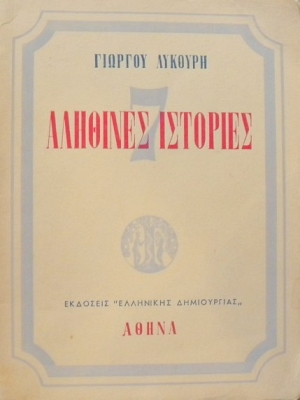 ΓΙΩΡΓΟΥ ΛΥΚΟΥΡΗ
7
ΑΛΗΘΙΝΕΣ ΙΣΤΟΡΙΕΣ
ΕΚΔΟΣΕΙΣ "ΕΛΛΗΝΙΚΗΣ ΔΗΜΙΟΥΡΓΙΑΣ„
ΑΘΗΝΑ